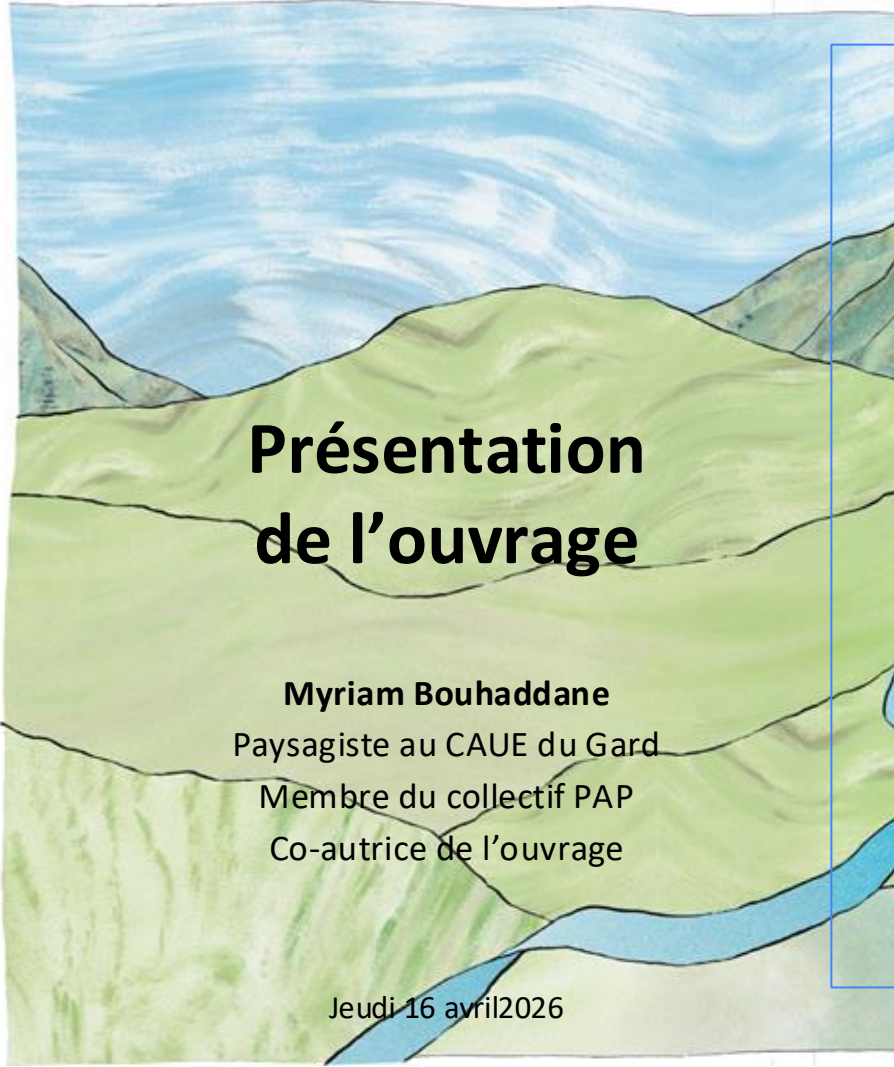 Présentation
de l’ouvrage
Myriam Bouhaddane
Paysagiste au CAUE du Gard
Membre du collectif PAP
Co-autrice de l’ouvrage
Jeudi 16 avril2026